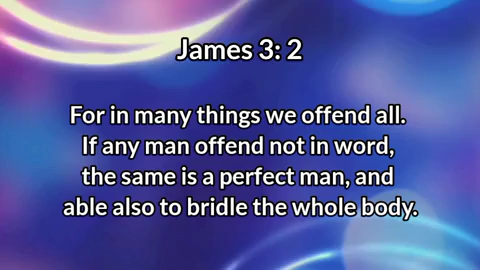 James 3: 2
For in many things we offend all.
If any man offend not in word,
the same is a perfect man, and
able also to bridle the whole body.